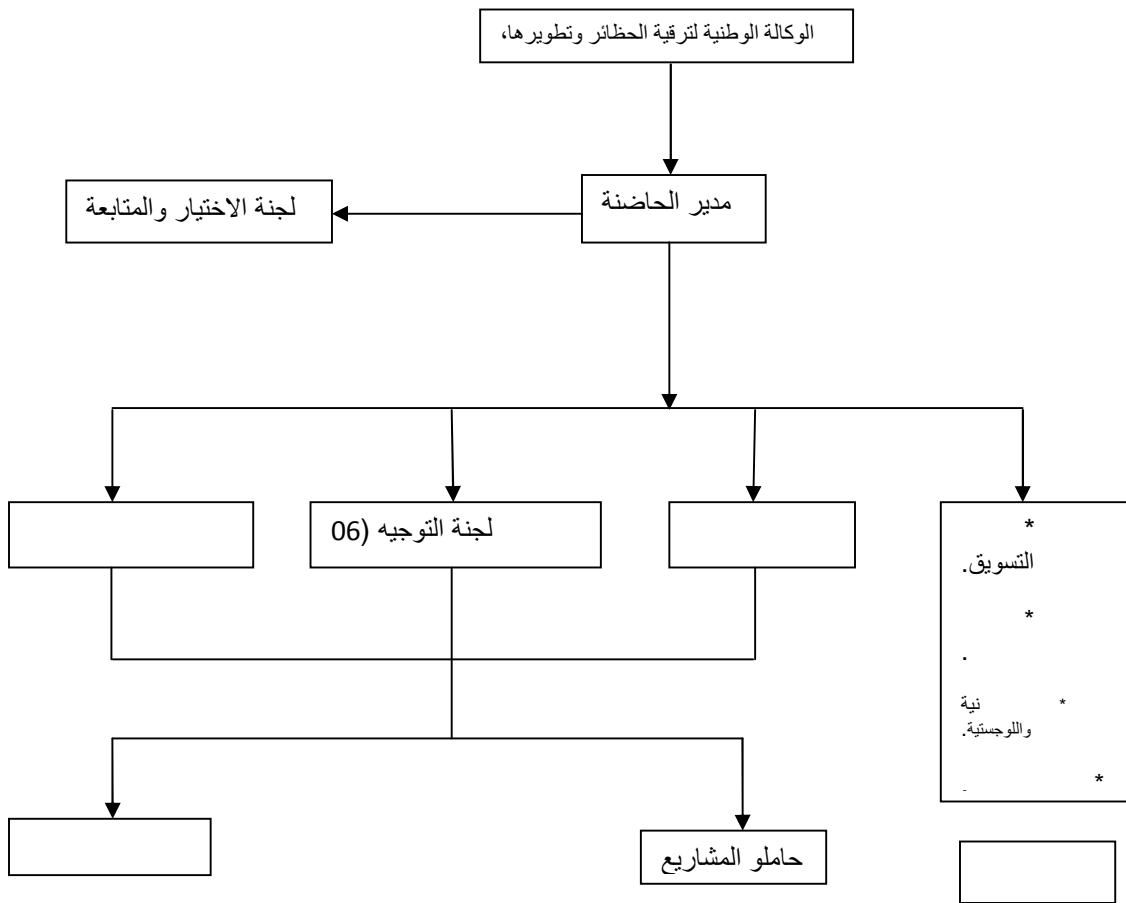 الوكالة الوطنية لترقية الحظائر وتطويرها،
مدير الحاضنة
لجنة الاختيار والمتابعة
*
التسويق.
*
.
* نية
واللوجستية.
*
.
لجنة التوجيه (06
حاملو المشاريع